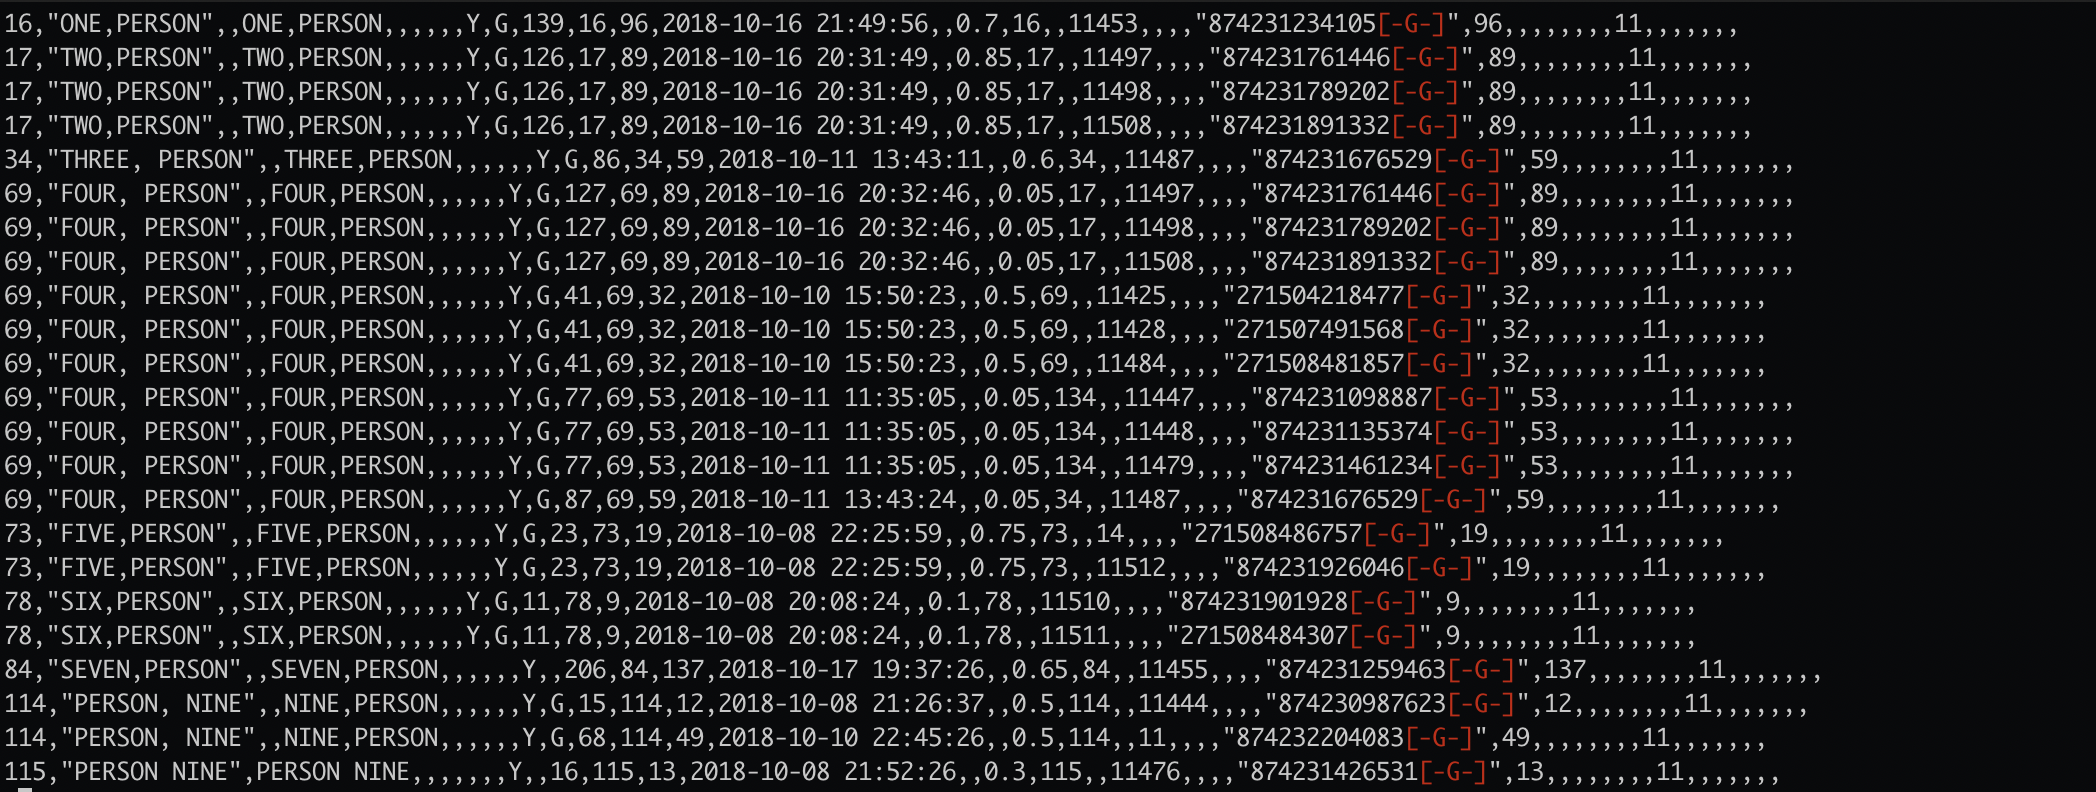 16,"ONE,PERSON",,ONE,PERSON,,,,,,Y,G,139,16,96,2018-10-16 21:49:56,,0.7,16,,11453,,,,"874231234105[-G-]",96,,,,,,,,11,,,,,,,
17,"TWO,PERSON",,TWO,PERSON,,,,,,Y,G,126,17,89,2018-10-16 20:31:49,,0.85,17,,11497,,,,"874231761446[-G-]",89,,,,,,,,11,,,,,,,
17,"TWO,PERSON",,TWO,PERSON,,,,,,Y,G,126,17,89,2018-10-16 20:31:49,,0.85,17,,11498,,,,"874231789202[-G-]",89,,,,,,,,11,,,,,,,
17,"TWO,PERSON",,TWO,PERSON,,,,,,Y,G,126,17,89,2018-10-16 20:31:49,,0.85,17,,11508,,,,"874231891332[-G-]",89,,,,,,,,11,,,,,,,
34,"THREE, PERSON",,THREE,PERSON,,,,,,Y,G,86,34,59,2018-10-11 13:43:11,,0.6,34,,11487,,,,"874231676529[-G-]",59,,,,,,,,11,,,,,,,
69,"FOUR, PERSON",,FOUR,PERSON,,,,,,Y,G,127,69,89,2018-10-16 20:32:46,,0.05,17,,11497,,,,"874231761446[-G-]",89,,,,,,,,11,,,,,,,
69,"FOUR, PERSON",,FOUR,PERSON,,,,,,Y,G,127,69,89,2018-10-16 20:32:46,,0.05,17,,11498,,,,"874231789202[-G-]",89,,,,,,,,11,,,,,,,
69,"FOUR, PERSON",,FOUR,PERSON,,,,,,Y,G,127,69,89,2018-10-16 20:32:46,,0.05,17,,11508,,,,"874231891332[-G-]",89,,,,,,,,11,,,,,,,
69,"FOUR, PERSON",,FOUR,PERSON,,,,,,Y,G,41,69,32,2018-10-10 15:50:23,,0.5,69,,11425,,,,"271504218477[-G-]",32,,,,,,,,11,,,,,,,
69,"FOUR, PERSON",,FOUR,PERSON,,,,,,Y,G,41,69,32,2018-10-10 15:50:23,,0.5,69,,11428,,,,"271507491568[-G-]",32,,,,,,,,11,,,,,,,
69,"FOUR, PERSON",,FOUR,PERSON,,,,,,Y,G,41,69,32,2018-10-10 15:50:23,,0.5,69,,11484,,,,"271508481857[-G-]",32,,,,,,,,11,,,,,,,
69,"FOUR, PERSON",,FOUR,PERSON,,,,,,Y,G,77,69,53,2018-10-11 11:35:05,,0.05,134,,11447,,,,"874231098887[-G-]",53,,,,,,,,11,,,,,,,
69,"FOUR, PERSON",,FOUR,PERSON,,,,,,Y,G,77,69,53,2018-10-11 11:35:05,,0.05,134,,11448,,,,"874231135374[-G-]",53,,,,,,,,11,,,,,,,
69,"FOUR, PERSON",,FOUR,PERSON,,,,,,Y,G,77,69,53,2018-10-11 11:35:05,,0.05,134,,11479,,,,"874231461234[-G-]",53,,,,,,,,11,,,,,,,
69,"FOUR, PERSON",,FOUR,PERSON,,,,,,Y,G,87,69,59,2018-10-11 13:43:24,,0.05,34,,11487,,,,"874231676529[-G-]",59,,,,,,,,11,,,,,,,
73,"FIVE,PERSON",,FIVE,PERSON,,,,,,Y,G,23,73,19,2018-10-08 22:25:59,,0.75,73,,14,,,,"271508486757[-G-]",19,,,,,,,,11,,,,,,,
73,"FIVE,PERSON",,FIVE,PERSON,,,,,,Y,G,23,73,19,2018-10-08 22:25:59,,0.75,73,,11512,,,,"874231926046[-G-]",19,,,,,,,,11,,,,,,,
78,"SIX,PERSON",,SIX,PERSON,,,,,,Y,G,11,78,9,2018-10-08 20:08:24,,0.1,78,,11510,,,,"874231901928[-G-]",9,,,,,,,,11,,,,,,,
78,"SIX,PERSON",,SIX,PERSON,,,,,,Y,G,11,78,9,2018-10-08 20:08:24,,0.1,78,,11511,,,,"271508484307[-G-]",9,,,,,,,,11,,,,,,,
84,"SEVEN,PERSON",,SEVEN,PERSON,,,,,,Y,,206,84,137,2018-10-17 19:37:26,,0.65,84,,11455,,,,"874231259463[-G-]",137,,,,,,,,11,,,,,,,
114,"PERSON, NINE",,NINE,PERSON,,,,,,Y,G,15,114,12,2018-10-08 21:26:37,,0.5,114,,11444,,,,"874230987623[-G-]",12,,,,,,,,11,,,,,,,
114,"PERSON, NINE",,NINE,PERSON,,,,,,Y,G,68,114,49,2018-10-10 22:45:26,,0.5,114,,11,,,,"874232204083[-G-]",49,,,,,,,,11,,,,,,,
115,"PERSON NINE",PERSON NINE,,,,,,,Y,,16,115,13,2018-10-08 21:52:26,,0.3,115,,11476,,,,"874231426531[-G-]",13,,,,,,,,11,,,,,,,